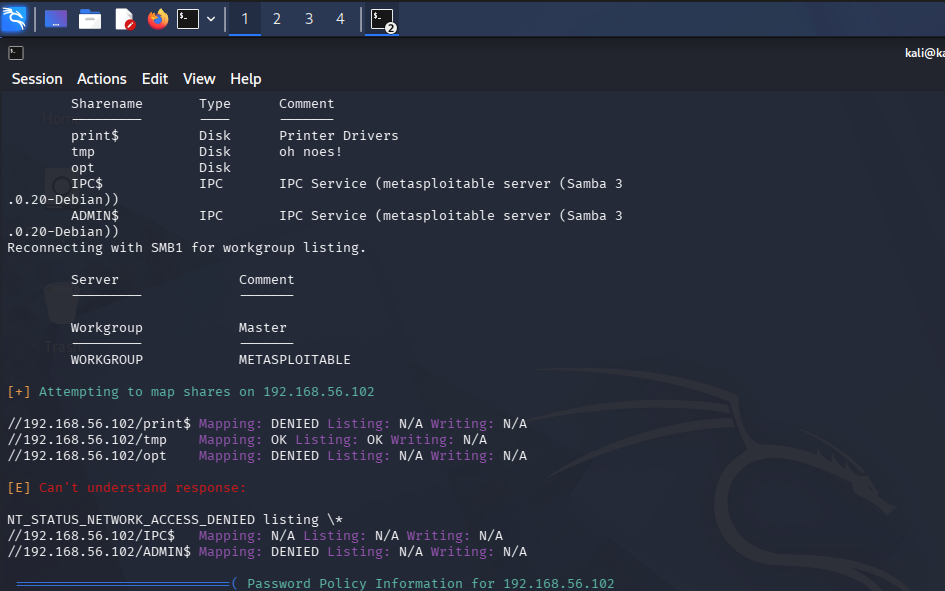 1 2 3 4 2
kali@ka
Session Actions Edit View Help
Sharename Type Comment
print$ Disk Printer Drivers
tmp Disk oh noes!
opt Disk
IPC$ IPC IPC Service (metasploitable server (Samba 3
.0.20-Debian))
ADMIN$ IPC IPC Service (metasploitable server (Samba 3
.0.20-Debian))
Reconnecting with SMB1 for workgroup listing.
Server Comment
Workgroup Master
WORKGROUP METASPLOITABLE
[+] Attempting to map shares on 192.168.56.102
//192.168.56.102/print$ Mapping: DENIED Listing: N/A Writing: N/A
//192.168.56.102/tmp Mapping: OK Listing: OK Writing: N/A
//192.168.56.102/opt Mapping: DENIED Listing: N/A Writing: N/A
[E] Can't understand response:
NT_STATUS_NETWORK_ACCESS_DENIED listing \*
//192.168.56.102/IPC$ Mapping: N/A Listing: N/A Writing: N/A
//192.168.56.102/ADMIN$ Mapping: DENIED Listing: N/A Writing: N/A
( Password Policy Information for 192.168.56.102